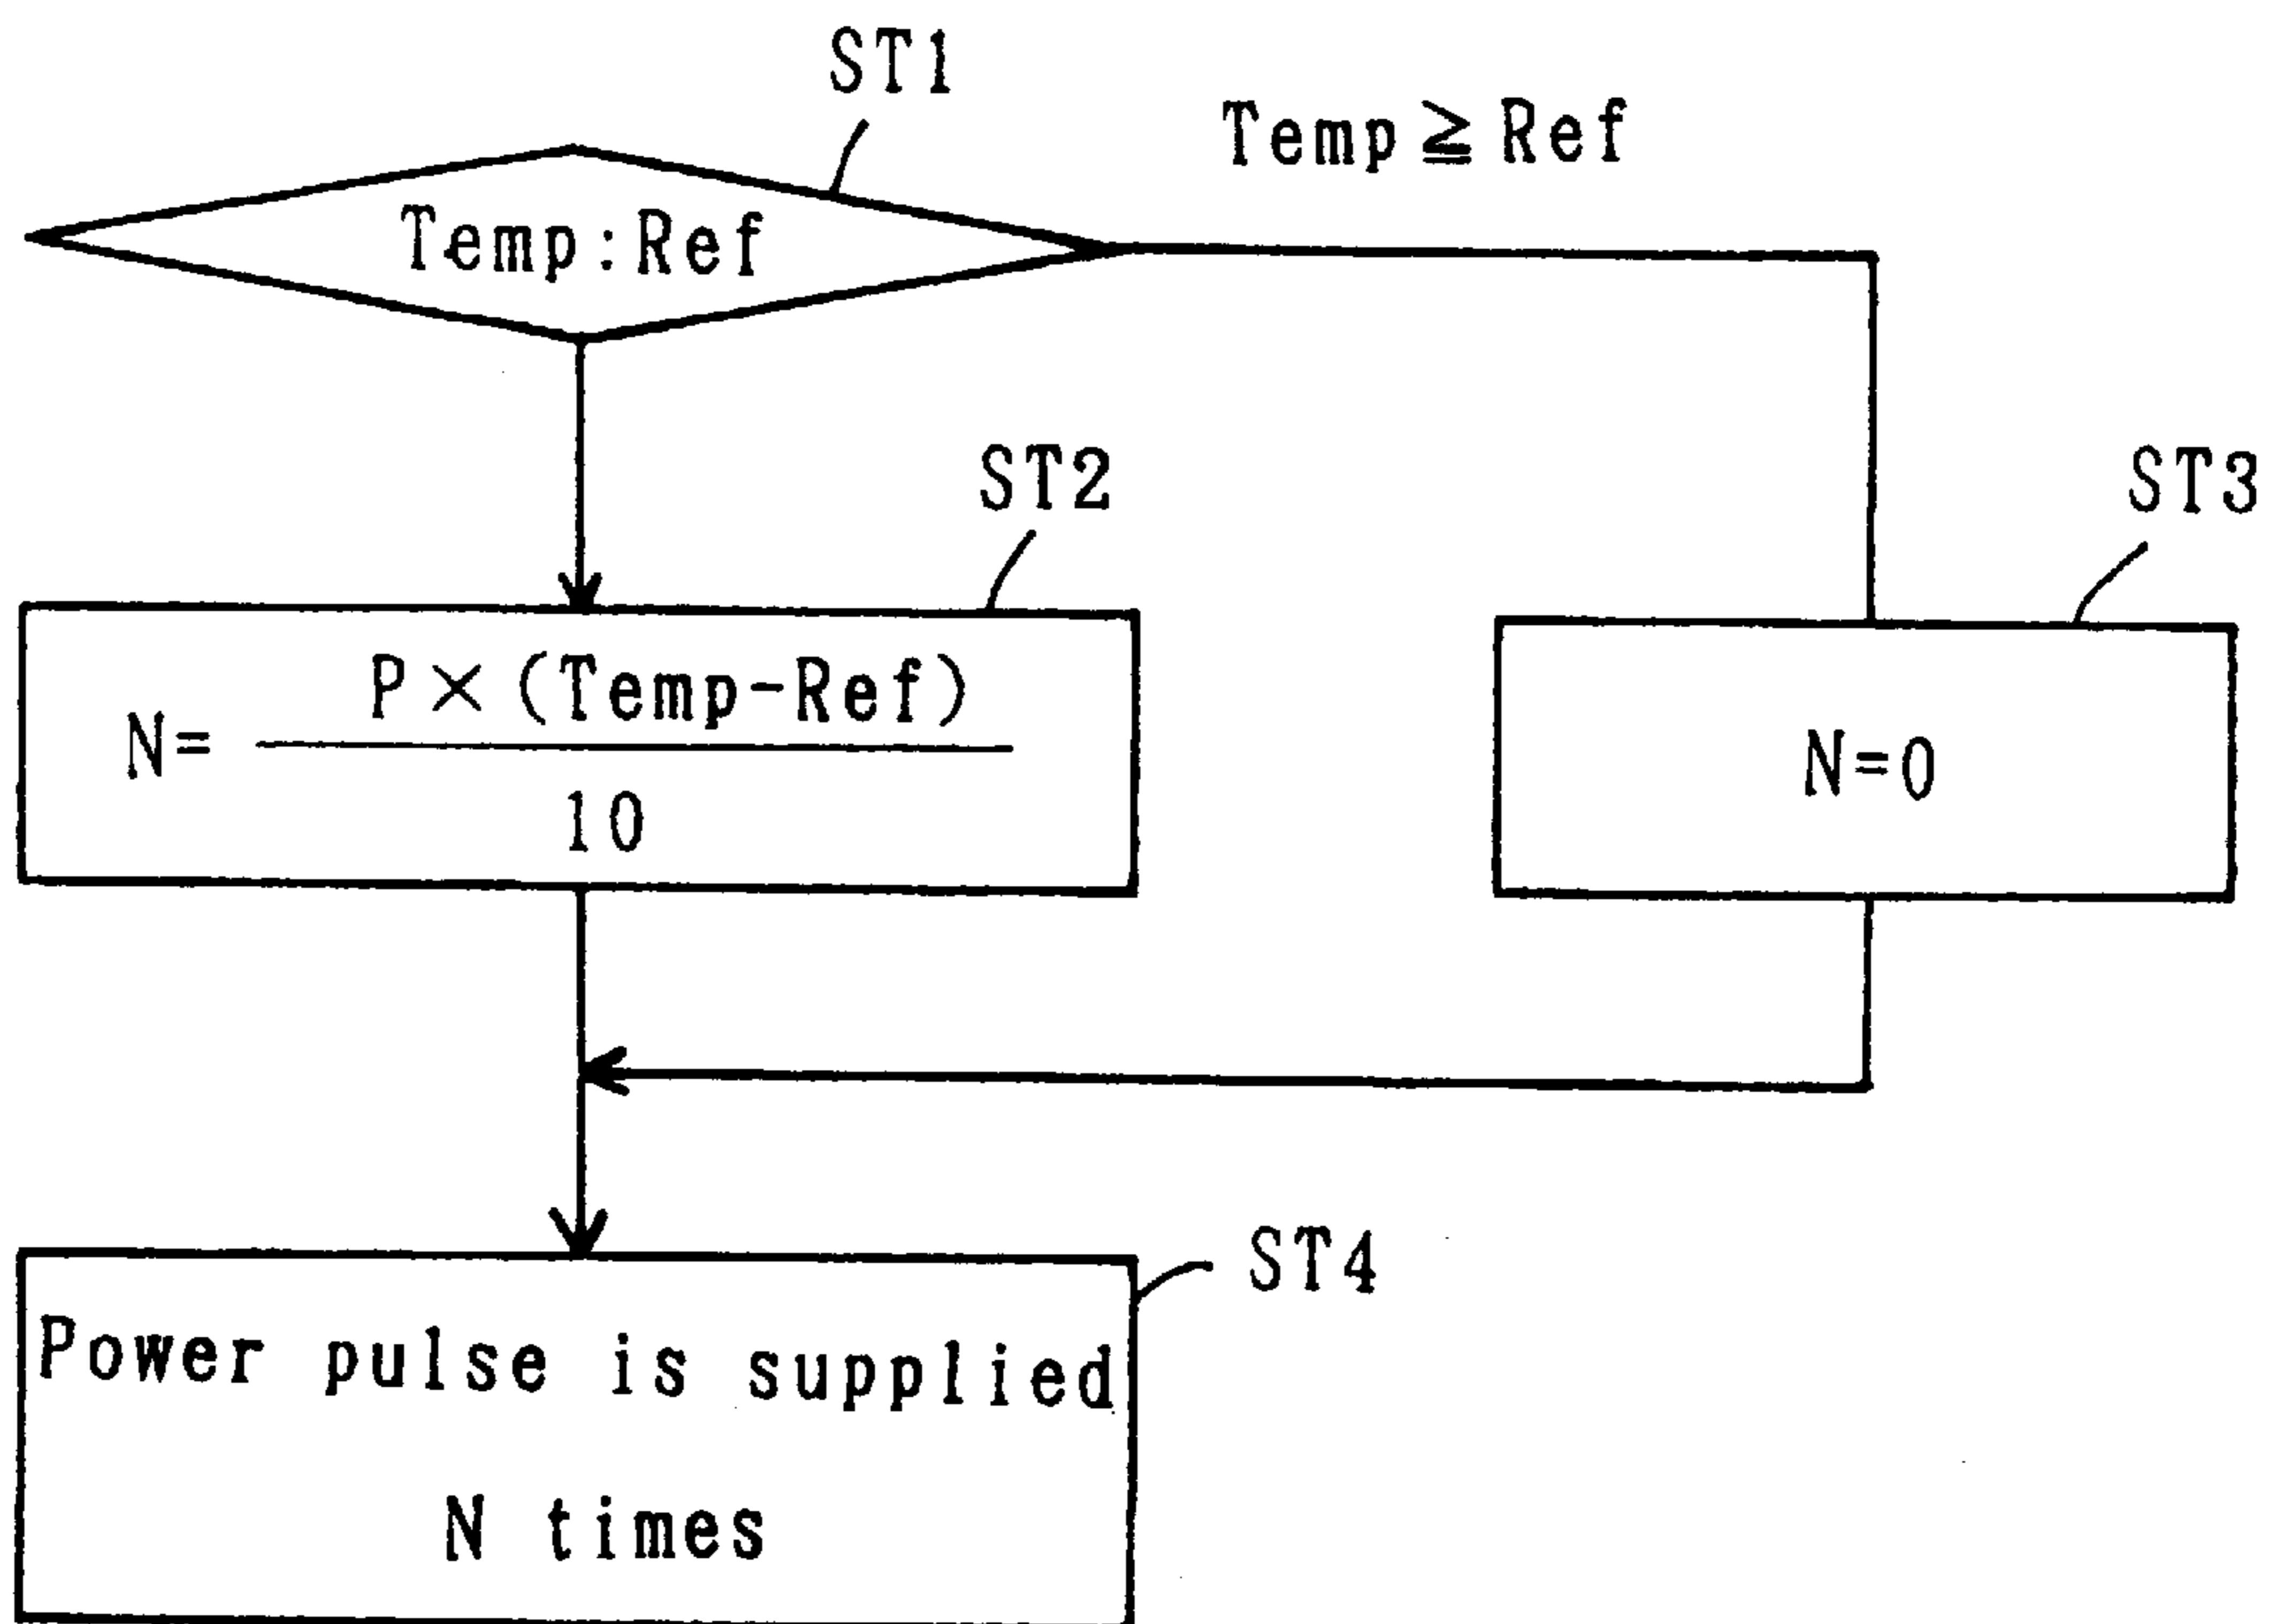 ST1
Temp≧Ref
Temp:Ref
ST2
ST3
P×(Temp-Ref)
N=
10
N=0
ST4
Power pulse is supplied
N times